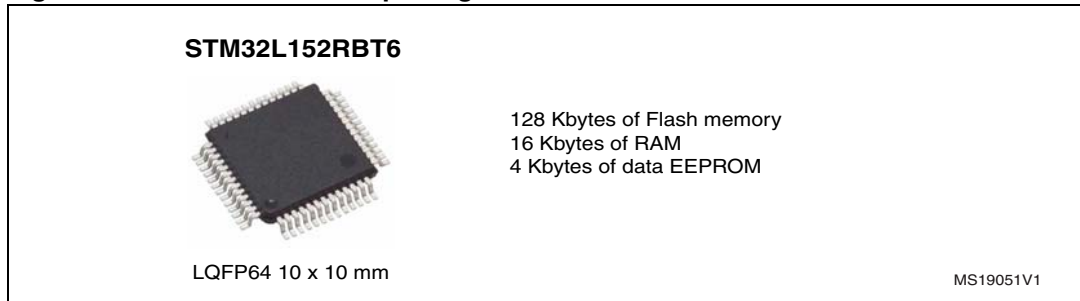 STM32L152RBT6
128 Kbytes of Flash memory
16 Kbytes of RAM
4 Kbytes of data EEPROM
LQFP64 10 x 10 mm
MS19051V1